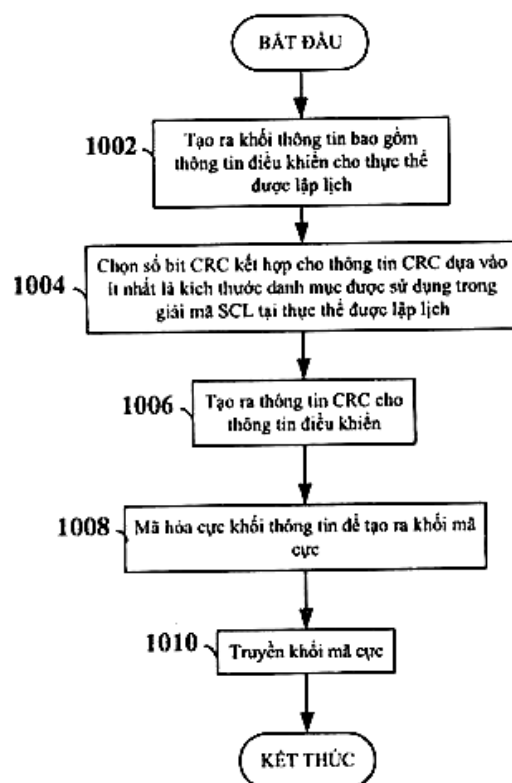 BẮT ĐẦU
1002
Tạo ra khối thông tin bao gồm
thông tin điều khiển cho thực thể
được lập lịch
1004
Chọn số bit CRC kết hợp cho thông tin CRC dựa vào
ít nhất là kích thước danh mục được sử dụng trong
giải mã SCL tại thực thể được lập lịch
1006
Tạo ra thông tin CRC cho
thông tin điều khiển
1008
Mã hóa cực khối thông tin để tạo ra khối mã
cực
1010
Truyền khối mã cực
KẾT THÚC